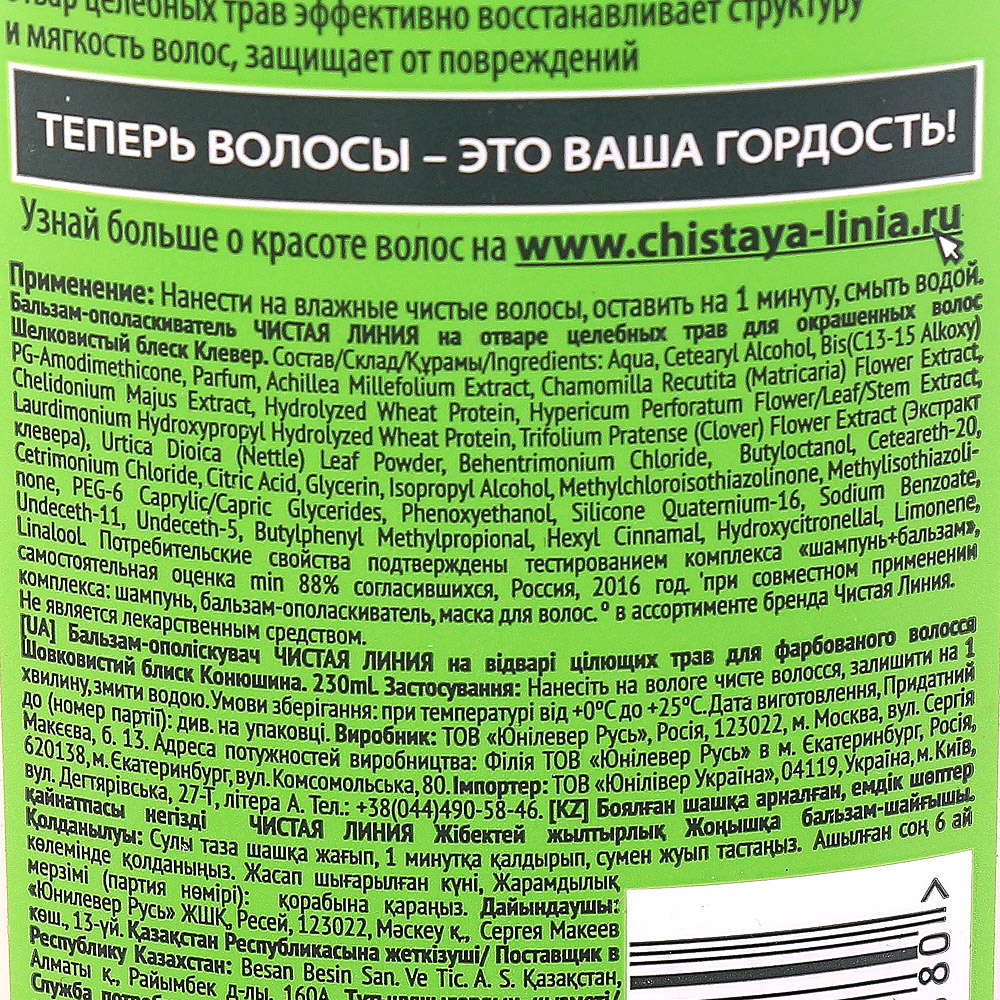 отвар целебных трав эффективно восстанавливает структуру
и мягкость волос, защищает от повреждений
ТЕПЕРЬ ВОЛОСЫ – ЭТО ВАША ГОРДОСТЬ!
Узнай больше о красоте волос на www.chistaya-linia.ru
Применение: Нанести на влажные чистые волосы, оставить на 1 минуту, смыть водой.
Бальзам-ополаскиватель ЧИСТАЯ ЛИНИЯ на отваре целебных трав для окрашенных волос
Шелковистый блеск Клевер. Состав/Склад/Құрамы/Ingredients: Aqua, Cetearyl Alcohol, Bis(C13-15 Alkoxy)
PG-Amodimethicone, Parfum, Achillea Millefolium Extract, Chamomilla Recutita (Matricaria) Flower Extract,
Chelidonium Majus Extract, Hydrolyzed Wheat Protein, Hypericum Perforatum Flower/Leaf/Stem Extract,
Laurdimonium Hydroxypropyl Hydrolyzed Wheat Protein, Trifolium Pratense (Clover) Flower Extract (Экстракт
клевера), Urtica Dioica (Nettle) Leaf Powder, Behentrimonium Chloride, Butyloctanol, Ceteareth-20,
Cetrimonium Chloride, Citric Acid, Glycerin, Isopropyl Alcohol, Methylchloroisothiazolinone, Methylisothiazoli-
none, PEG-6 Caprylic/Capric Glycerides, Phenoxyethanol, Silicone Quaternium-16, Sodium Benzoate,
Undeceth-11, Undeceth-5, Butylphenyl Methylpropional, Hexyl Cinnamal, Hydroxycitronellal, Limonene,
Linalool. Потребительские свойства подтверждены тестированием комплекса «шампунь+бальзам»,
самостоятельная оценка min 88% согласившихся, Россия, 2016 год. 'при совместном применении
комплекса: шампунь, бальзам-ополаскиватель, маска для волос. º в ассортименте бренда Чистая Линия.
Не является лекарственным средством.
[UA] Бальзам-ополіскувач ЧИСТАЯ ЛИНИЯ на відварі цілющих трав для фарбованого волосся
Шовковистий блиск Конюшина. 230ml. Застосування: Нанесіть на вологе чисте волосся, залишити на 1
хвилину, змити водою. Умови зберігання: при температурі від +0°С до +25°С. Дата виготовлення, Придатний
до (номер партії): див. на упаковці. Виробник: ТОВ «Юнілевер Русь», Росія, 123022, м. Москва, вул. Сергія
Макеєва, б. 13. Адреса потужностей виробництва: Філія ТОВ «Юнілевер Русь» в м. Єкатеринбург, Росія,
620138, м. Єкатеринбург, вул. Комсомольська, 80. Імпортер: ТОВ «Юнілівер Україна», 04119, Україна, м. Київ,
вул. Дегтярівська, 27-Т, літера А. Тел.: +38(044)490-58-46. [KZ] Боялған шашқа арналған, емдік шөптер
қайнатпасы негізді ЧИСТАЯ ЛИНИЯ Жібектей жылтырлық Жоңышқа бальзам-шайғышы.
Қолданылуы: Сулы таза шашқа жағып, 1 минутқа қалдырып, сумен жуып тастаңыз. Ашылған соң 6 ай
көлемінде қолданыңыз. Жасап шығарылған күні, Жарамдылық
мерзімі (партия нөмірі): қорабына қараңыз. Дайындаушы:
«Юнилевер Русь» ЖШҚ, Ресей, 123022, Мәскеу қ., Сергея Макеев
көш., 13-үй. Қазақстан Республикасына жеткізуші/ Поставщик в
Республику Казахстан: Besan Besin San. Ve Tic. A. S. Қазақстан,
Алматы қ., Райымбек д-лы, 160А.
>108